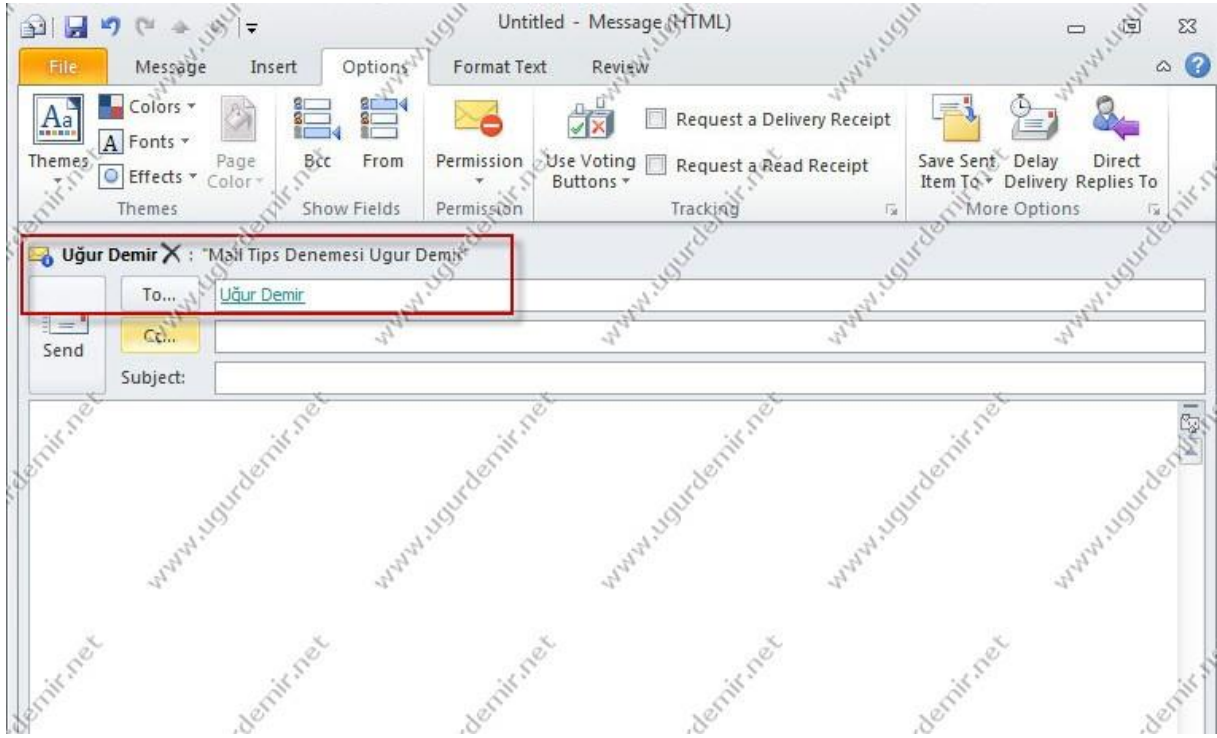 Untitled - Message (HTML)
File Message Insert Options Format Text Review
Themes Colors Fonts Effects Page Color Bcc From Permission Use Voting Buttons Request a Delivery Receipt Request a Read Receipt Save Sent Item To Delay Delivery Direct Replies To
Themes Show Fields Permission Tracking More Options
Uğur Demir : "Mail Tips Denemesi Ugur Demir"
To... Uğur Demir
Cc...
Send
Subject:
www.ugurdemir.net